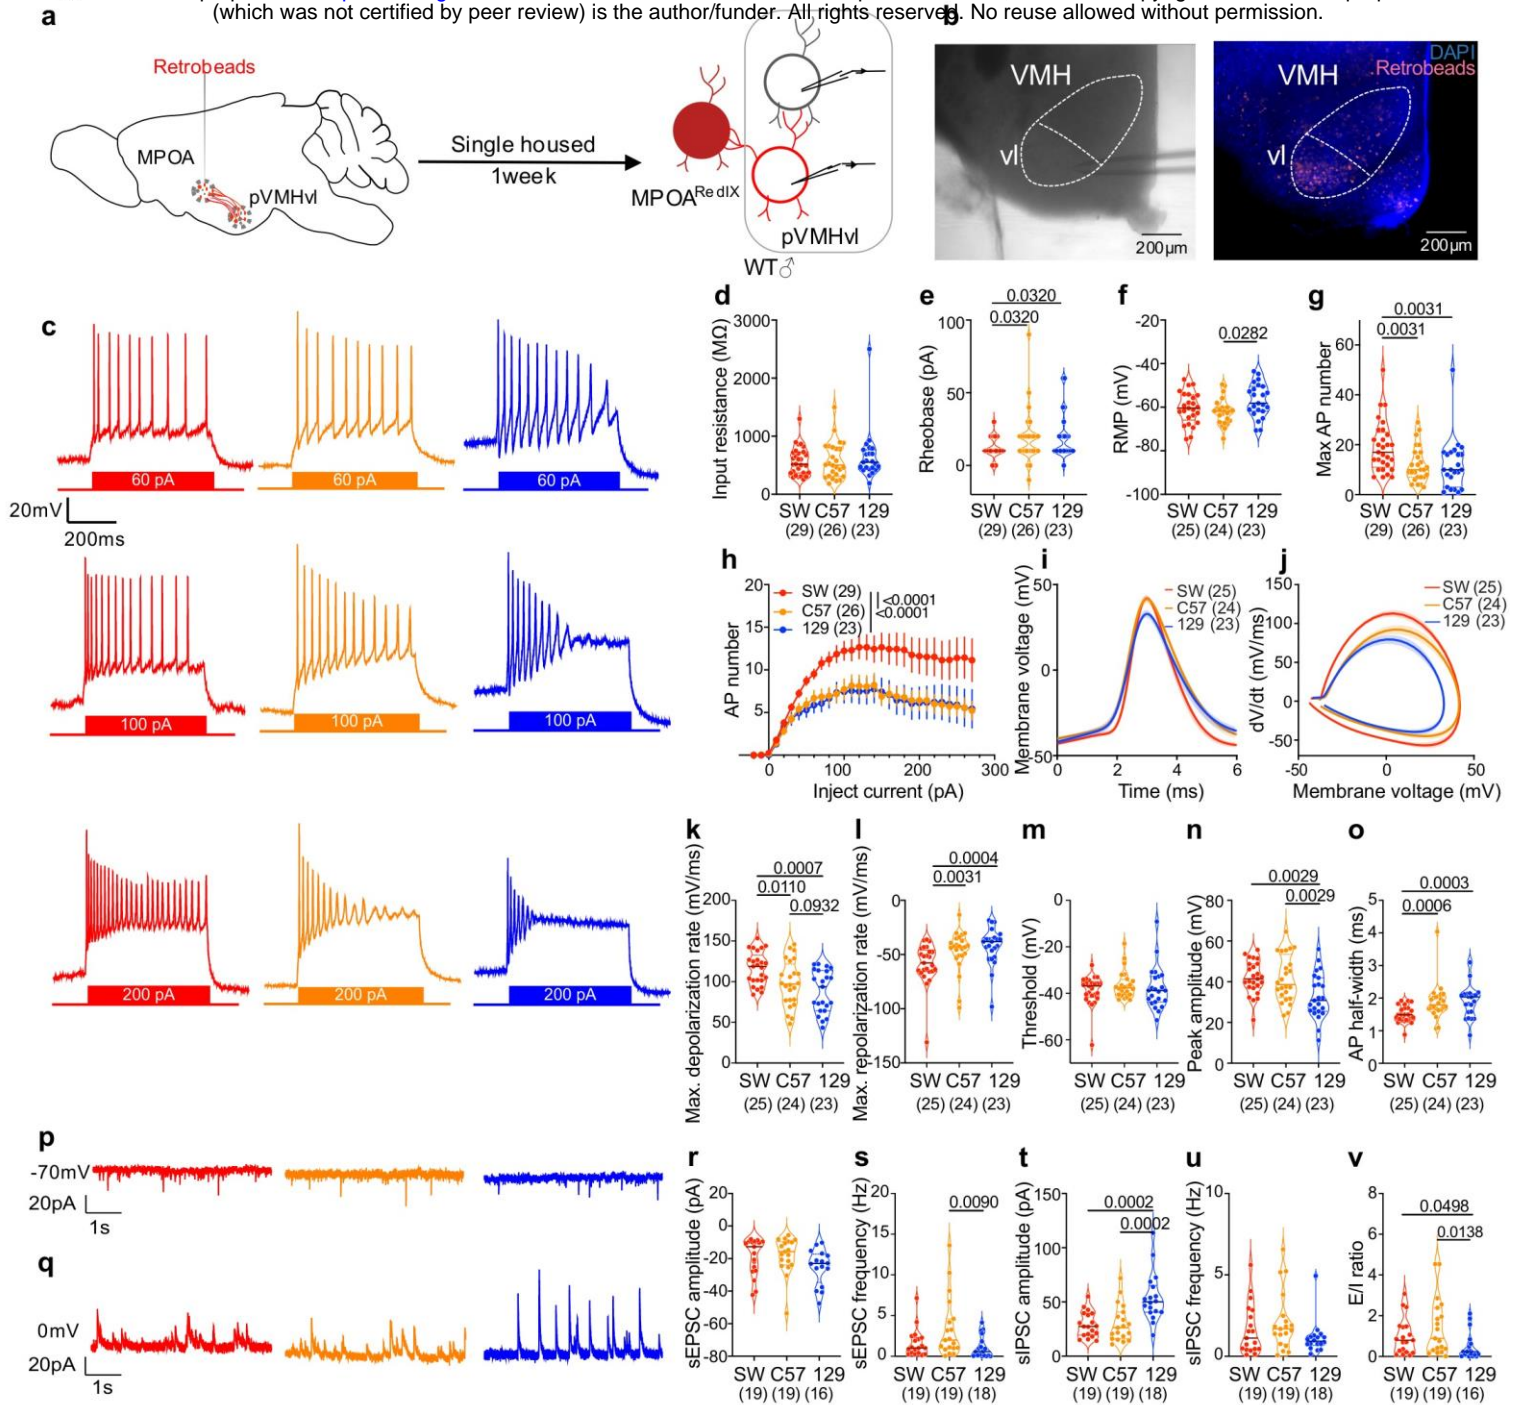 (which was not certified by peer review) is the author/funder. All rights reserved. No reuse allowed without permission.
a
Retrobeads
MPOA
pVMHvl
Single housed
1week
MPOA^RedIX
pVMHvl
WT♂
b
VMH
vl
200μm
DAPI
Retrobeads
VMH
vl
200μm
c
60 pA
60 pA
60 pA
20mV
200ms
100 pA
100 pA
100 pA
200 pA
200 pA
200 pA
d
Input resistance (MΩ)
3000
2000
1000
0
SW C57 129
(29) (26) (23)
e
Rheobase (pA)
0.0320
0.0320
100
50
0
SW C57 129
(29) (26) (23)
f
RMP (mV)
0.0282
-20
-40
-60
-80
-100
SW C57 129
(25) (24) (23)
g
Max AP number
0.0031
0.0031
60
40
20
0
SW C57 129
(29) (26) (23)
h
AP number
20
15
10
5
SW (29)
C57 (26)
129 (23)
<0.0001
<0.0001
0 100 200 300
Inject current (pA)
i
Membrane voltage (mV)
50
0
-50
SW (25)
C57 (24)
129 (23)
0 2 4 6
Time (ms)
j
dV/dt (mV/ms)
150
100
50
0
-50
SW (25)
C57 (24)
129 (23)
-50 0 50
Membrane voltage (mV)
k
Max. depolarization rate (mV/ms)
0.0007
0.0110
0.0932
200
150
100
50
0
SW C57 129
(25) (24) (23)
l
Max. repolarization rate (mV/ms)
0.0004
0.0031
0
-50
-100
-150
SW C57 129
(25) (24) (23)
m
Threshold (mV)
0
-20
-40
-60
SW C57 129
(25) (24) (23)
n
Peak amplitude (mV)
0.0029
0.0029
80
60
40
20
0
SW C57 129
(25) (24) (23)
o
AP half-width (ms)
0.0003
0.0006
5
4
3
2
1
0
SW C57 129
(25) (24) (23)
p
-70mV
20pA
1s
q
0mV
20pA
1s
r
sEPSC amplitude (pA)
20
0
-20
-40
-60
-80
SW C57 129
(19) (19) (16)
s
sEPSC frequency (Hz)
0.0090
20
15
10
5
0
SW C57 129
(19) (19) (18)
t
sIPSC amplitude (pA)
0.0002
0.0002
150
100
50
0
SW C57 129
(19) (19) (18)
u
sIPSC frequency (Hz)
10
5
0
SW C57 129
(19) (19) (18)
v
E/I ratio
0.0498
0.0138
8
6
4
2
0
SW C57 129
(19) (19) (16)